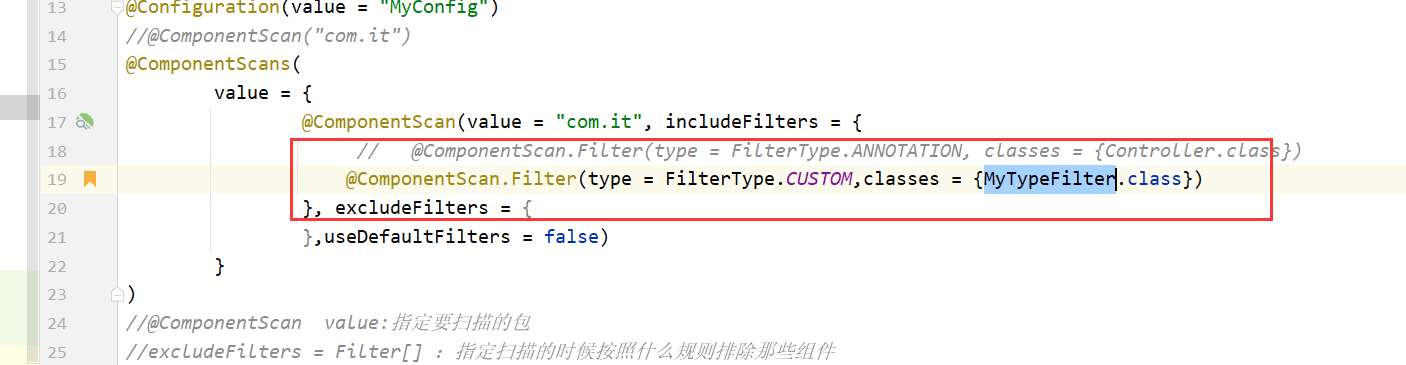 13 @Configuration(value = "MyConfig")
14 //@ComponentScan("com.it")
15 @ComponentScans(
16 value = {
17 @ComponentScan(value = "com.it", includeFilters = {
18 // @ComponentScan.Filter(type = FilterType.ANNOTATION, classes = {Controller.class})
19 @ComponentScan.Filter(type = FilterType.CUSTOM,classes = {MyTypeFilter.class})
20 }, excludeFilters = {
21 },useDefaultFilters = false)
22 }
23 )
24 //@ComponentScan value:指定要扫描的包
25 //excludeFilters = Filter[] : 指定扫描的时候按照什么规则排除那些组件